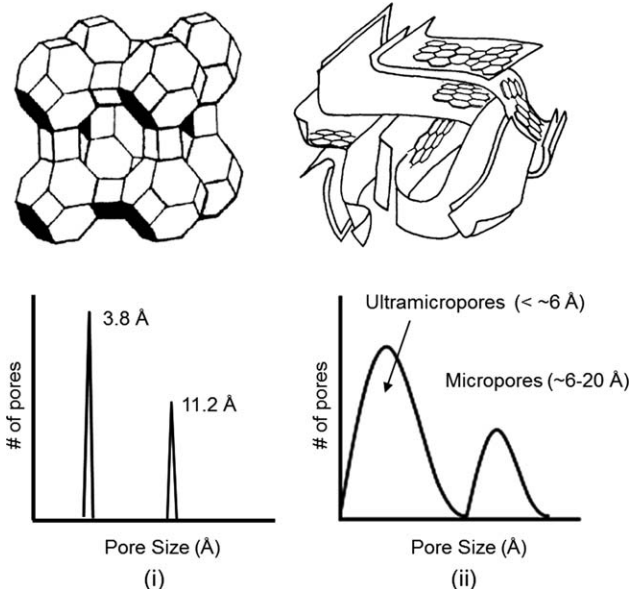 # of pores
3.8 Å
11.2 Å
Pore Size (Å)
(i)
# of pores
Ultramicropores (< ~6 Å)
Micropores (~6-20 Å)
Pore Size (Å)
(ii)